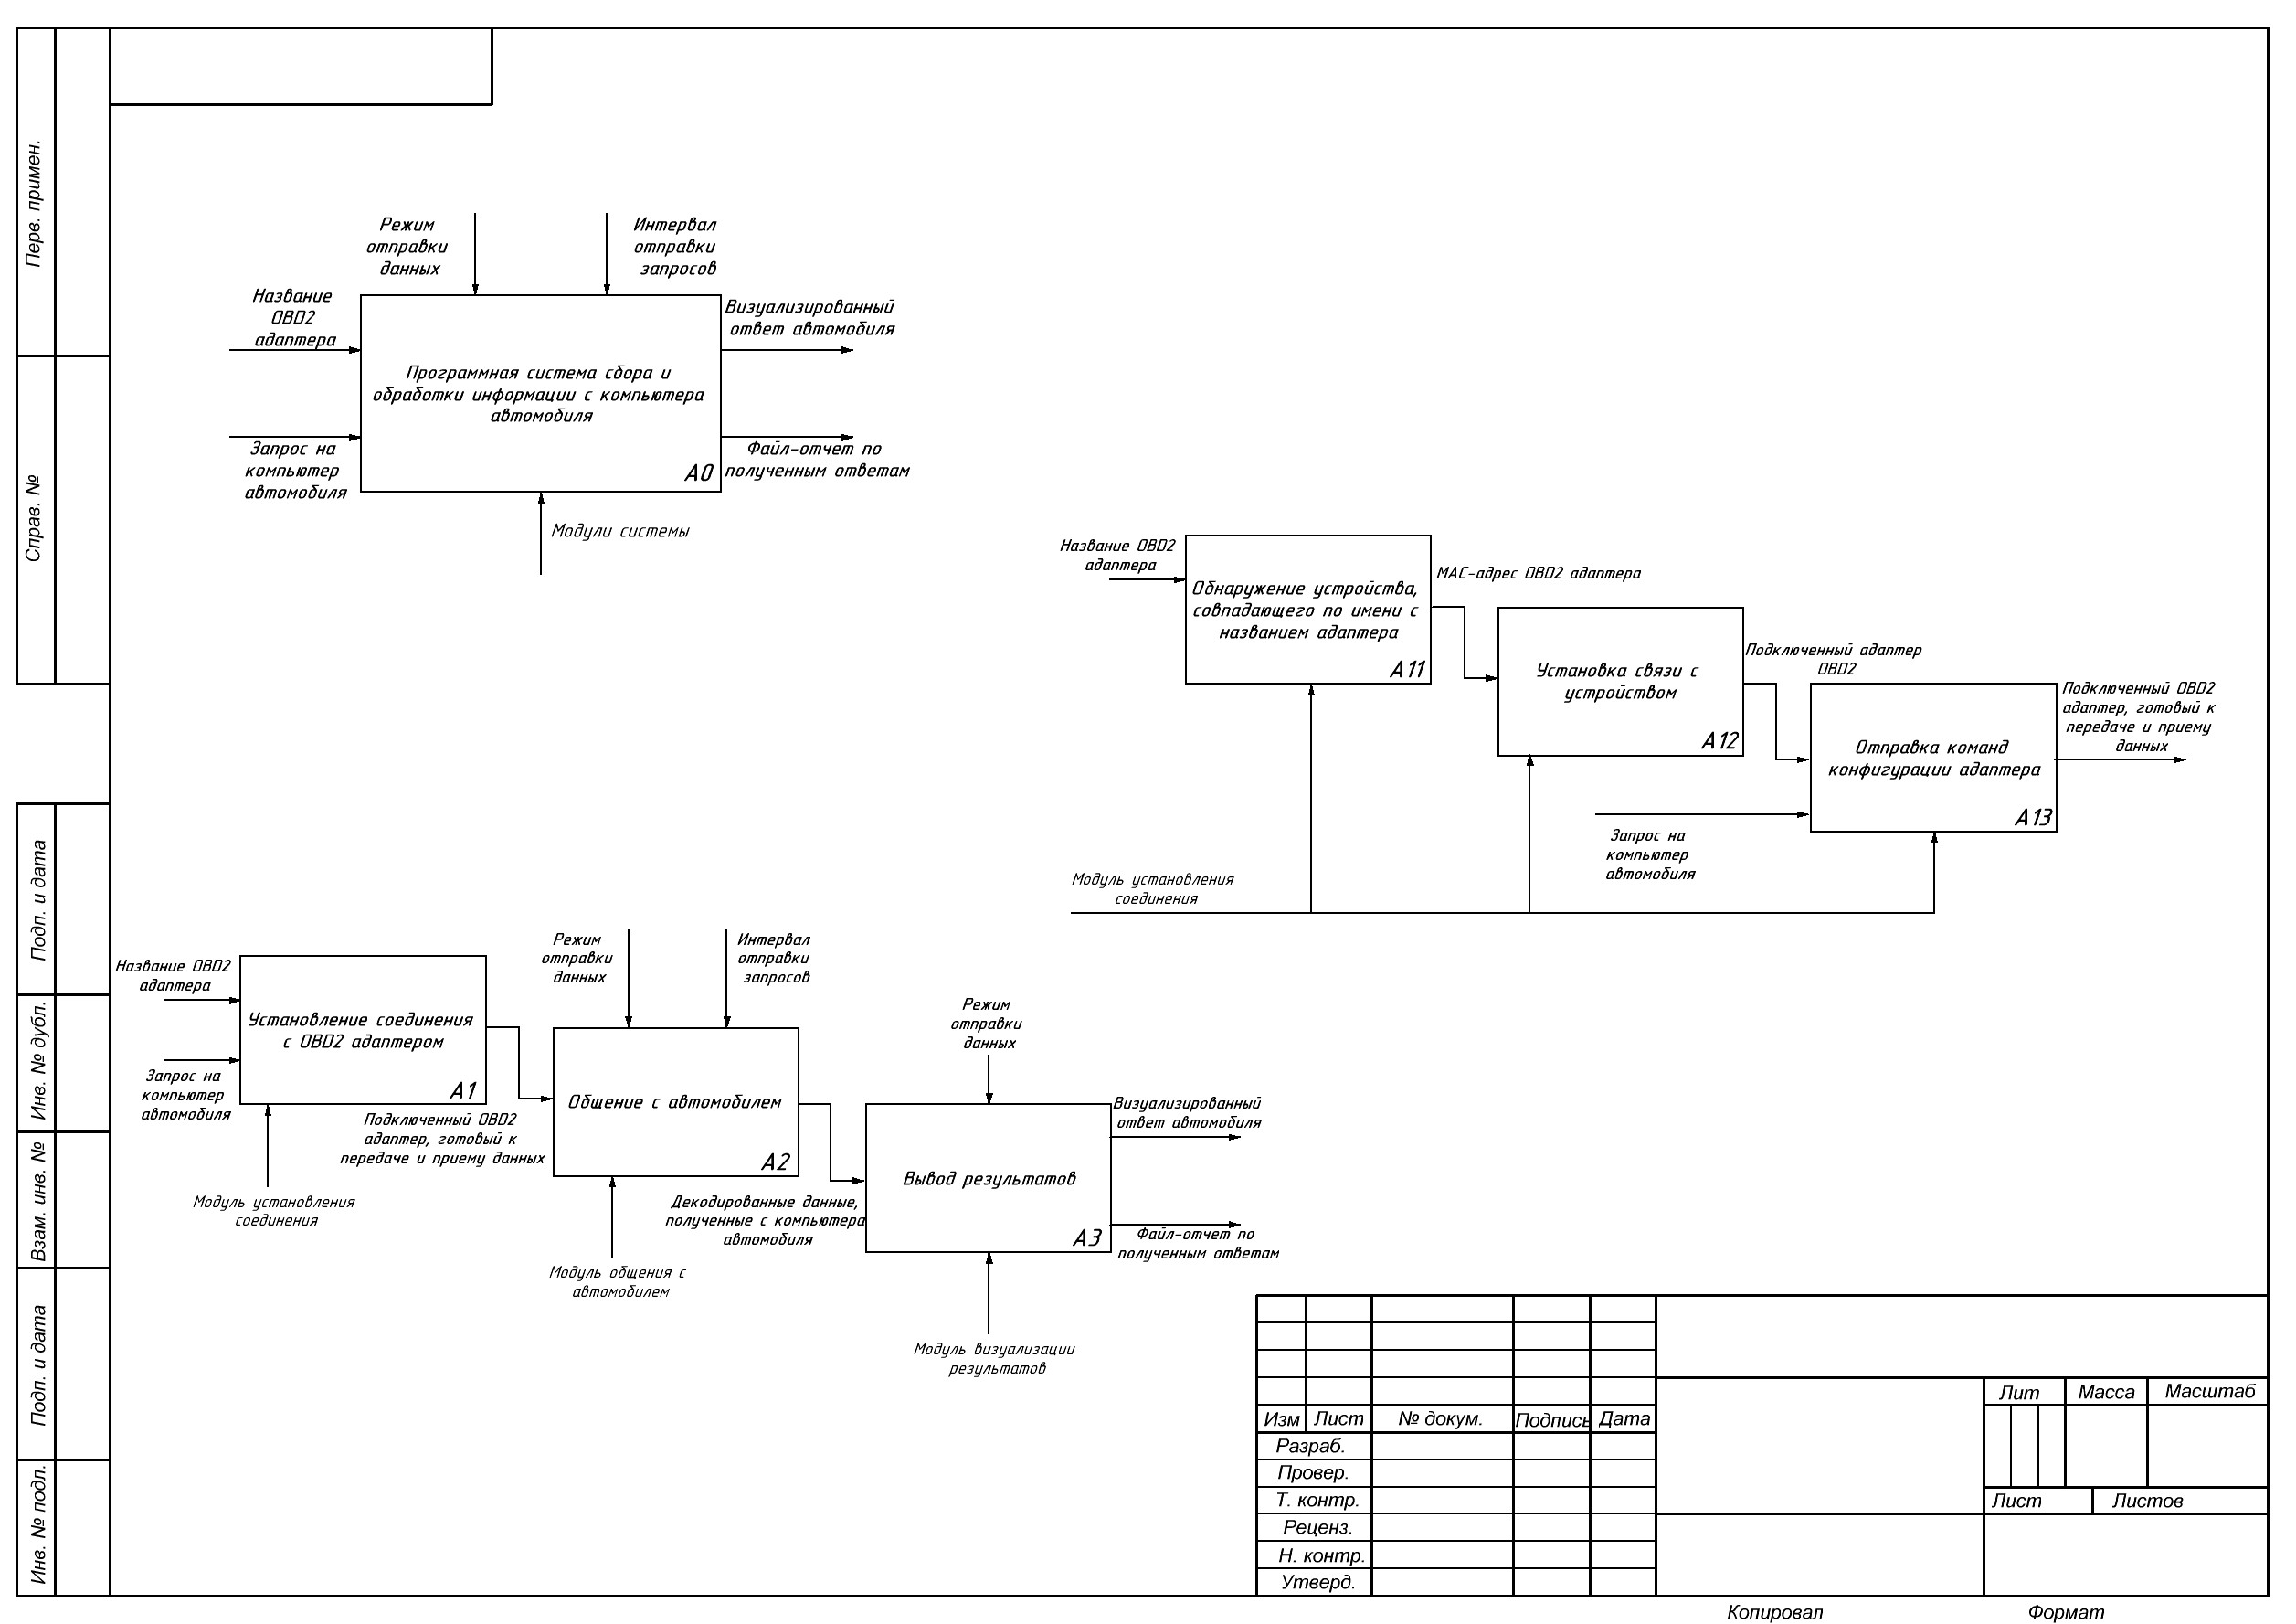 Перв. примен.
Справ. №
Подп. и дата
Инв. № дубл.
Взам. инв. №
Подп. и дата
Инв. № подл.
Режим
отправки
данных
Интервал
отправки
запросов
Название
OBD2
адаптера
Запрос на
компьютер
автомобиля
Программная система сбора и
обработки информации с компьютера
автомобиля
A0
Визуализированный
ответ автомобиля
Файл-отчет по
полученным ответам
Модули системы
Название OBD2
адаптера
Обнаружение устройства,
совпадающего по имени с
названием адаптера
A11
MAC-адрес OBD2 адаптера
Установка связи с
устройством
A12
Подключенный адаптер
OBD2
Отправка команд
конфигурации адаптера
A13
Подключенный OBD2
адаптер, готовый к
передаче и приему
данных
Запрос на
компьютер
автомобиля
Модуль установления
соединения
Название OBD2
адаптера
Запрос на
компьютер
автомобиля
Установление соединения
с OBD2 адаптером
A1
Модуль установления
соединения
Подключенный OBD2
адаптер, готовый к
передаче и приему данных
Режим
отправки
данных
Интервал
отправки
запросов
Общение с автомобилем
A2
Модуль общения с
автомобилем
Декодированные данные,
полученные с компьютера
автомобиля
Режим
отправки
данных
Вывод результатов
A3
Визуализированный
ответ автомобиля
Файл-отчет по
полученным ответам
Модуль визуализации
результатов
Изм Лист № докум. Подпись Дата
Разраб.
Провер.
Т. контр.
Реценз.
Н. контр.
Утверд.
Лит Масса Масштаб
Лист Листов
Копировал Формат